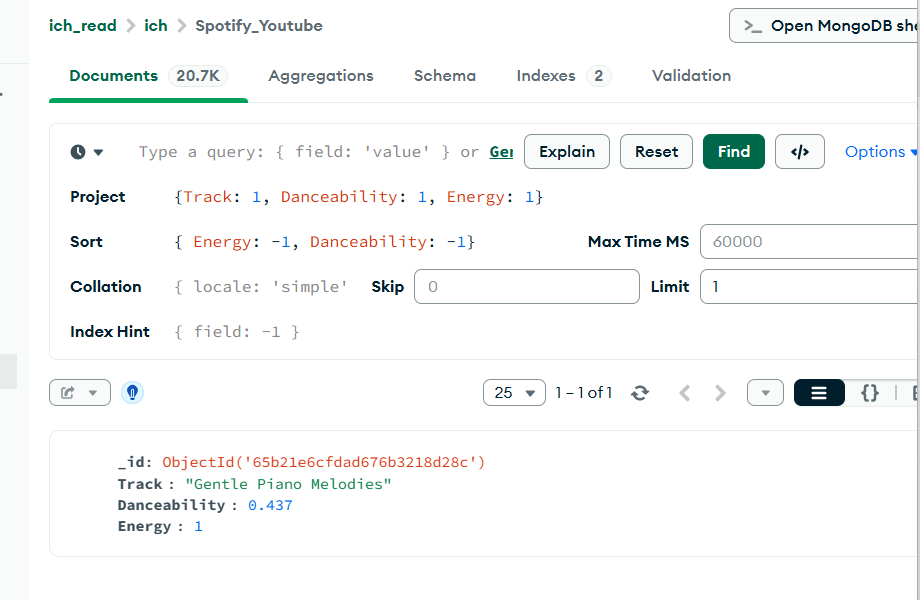 ich_read > ich > Spotify_Youtube
>_ Open MongoDB she
Documents 20.7K Aggregations Schema Indexes 2 Validation
Type a query: { field: 'value' } or Ger Explain Reset Find </> Options
Project {Track: 1, Danceability: 1, Energy: 1}
Sort { Energy: -1, Danceability: -1} Max Time MS 60000
Collation { locale: 'simple' } Skip 0 Limit 1
Index Hint { field: -1 }
25 1 – 1 of 1 {}
_id: ObjectId('65b21e6cfdad676b3218d28c')
Track : "Gentle Piano Melodies"
Danceability : 0.437
Energy : 1